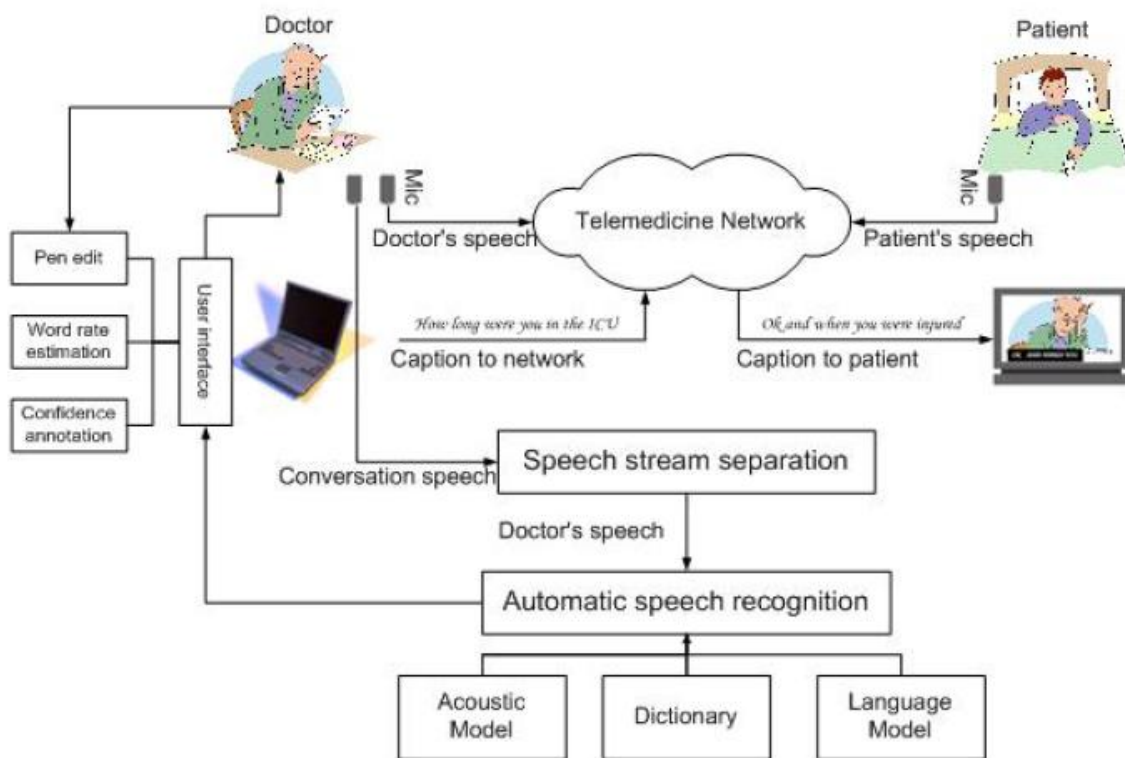 Doctor
Patient
Mic
Mic
Telemedicine Network
Doctor's speech
Patient's speech
Pen edit
User interface
Word rate
estimation
How long were you in the ICU
Ok and when you were injured
Caption to network
Caption to patient
Confidence
annotation
Speech stream separation
Conversation speech
Doctor's speech
Automatic speech recognition
Acoustic
Model
Dictionary
Language
Model